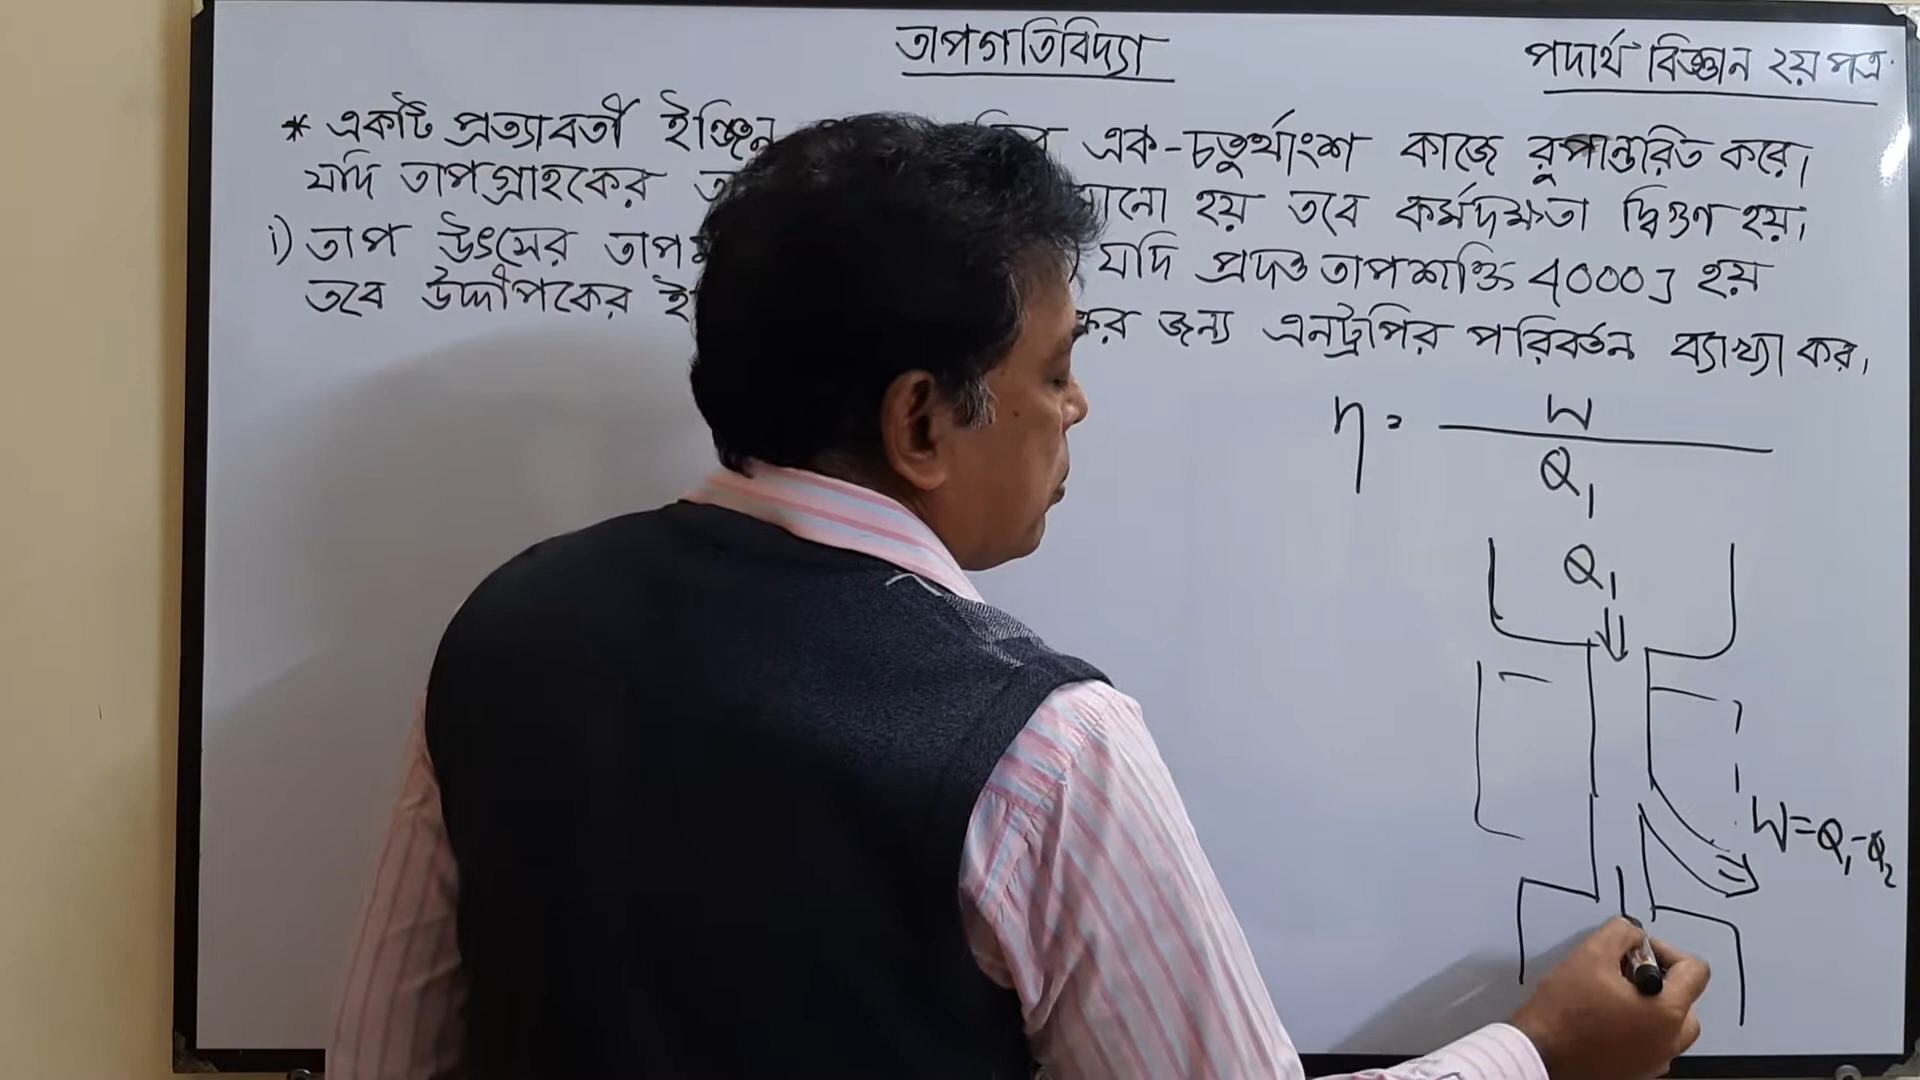 তাপগতিবিদ্যা
পদার্থ বিজ্ঞান ২য় পত্র
* একটি প্রত্যাবর্তী ইঞ্জিন এক-চতুর্থাংশ কাজে রূপান্তরিত করে।
যদি তাপগ্রাহকের হয় তবে কর্মদক্ষতা দ্বিগুণ হয়।
i) তাপ উৎসের যদি প্রদত্ত তাপশক্তি 4000J হয়
তবে উদ্দীপকের জন্য এনট্রপির পরিবর্তন ব্যাখ্যা কর।
η = W
Q₁
Q₁
W=Q₁-Q₂